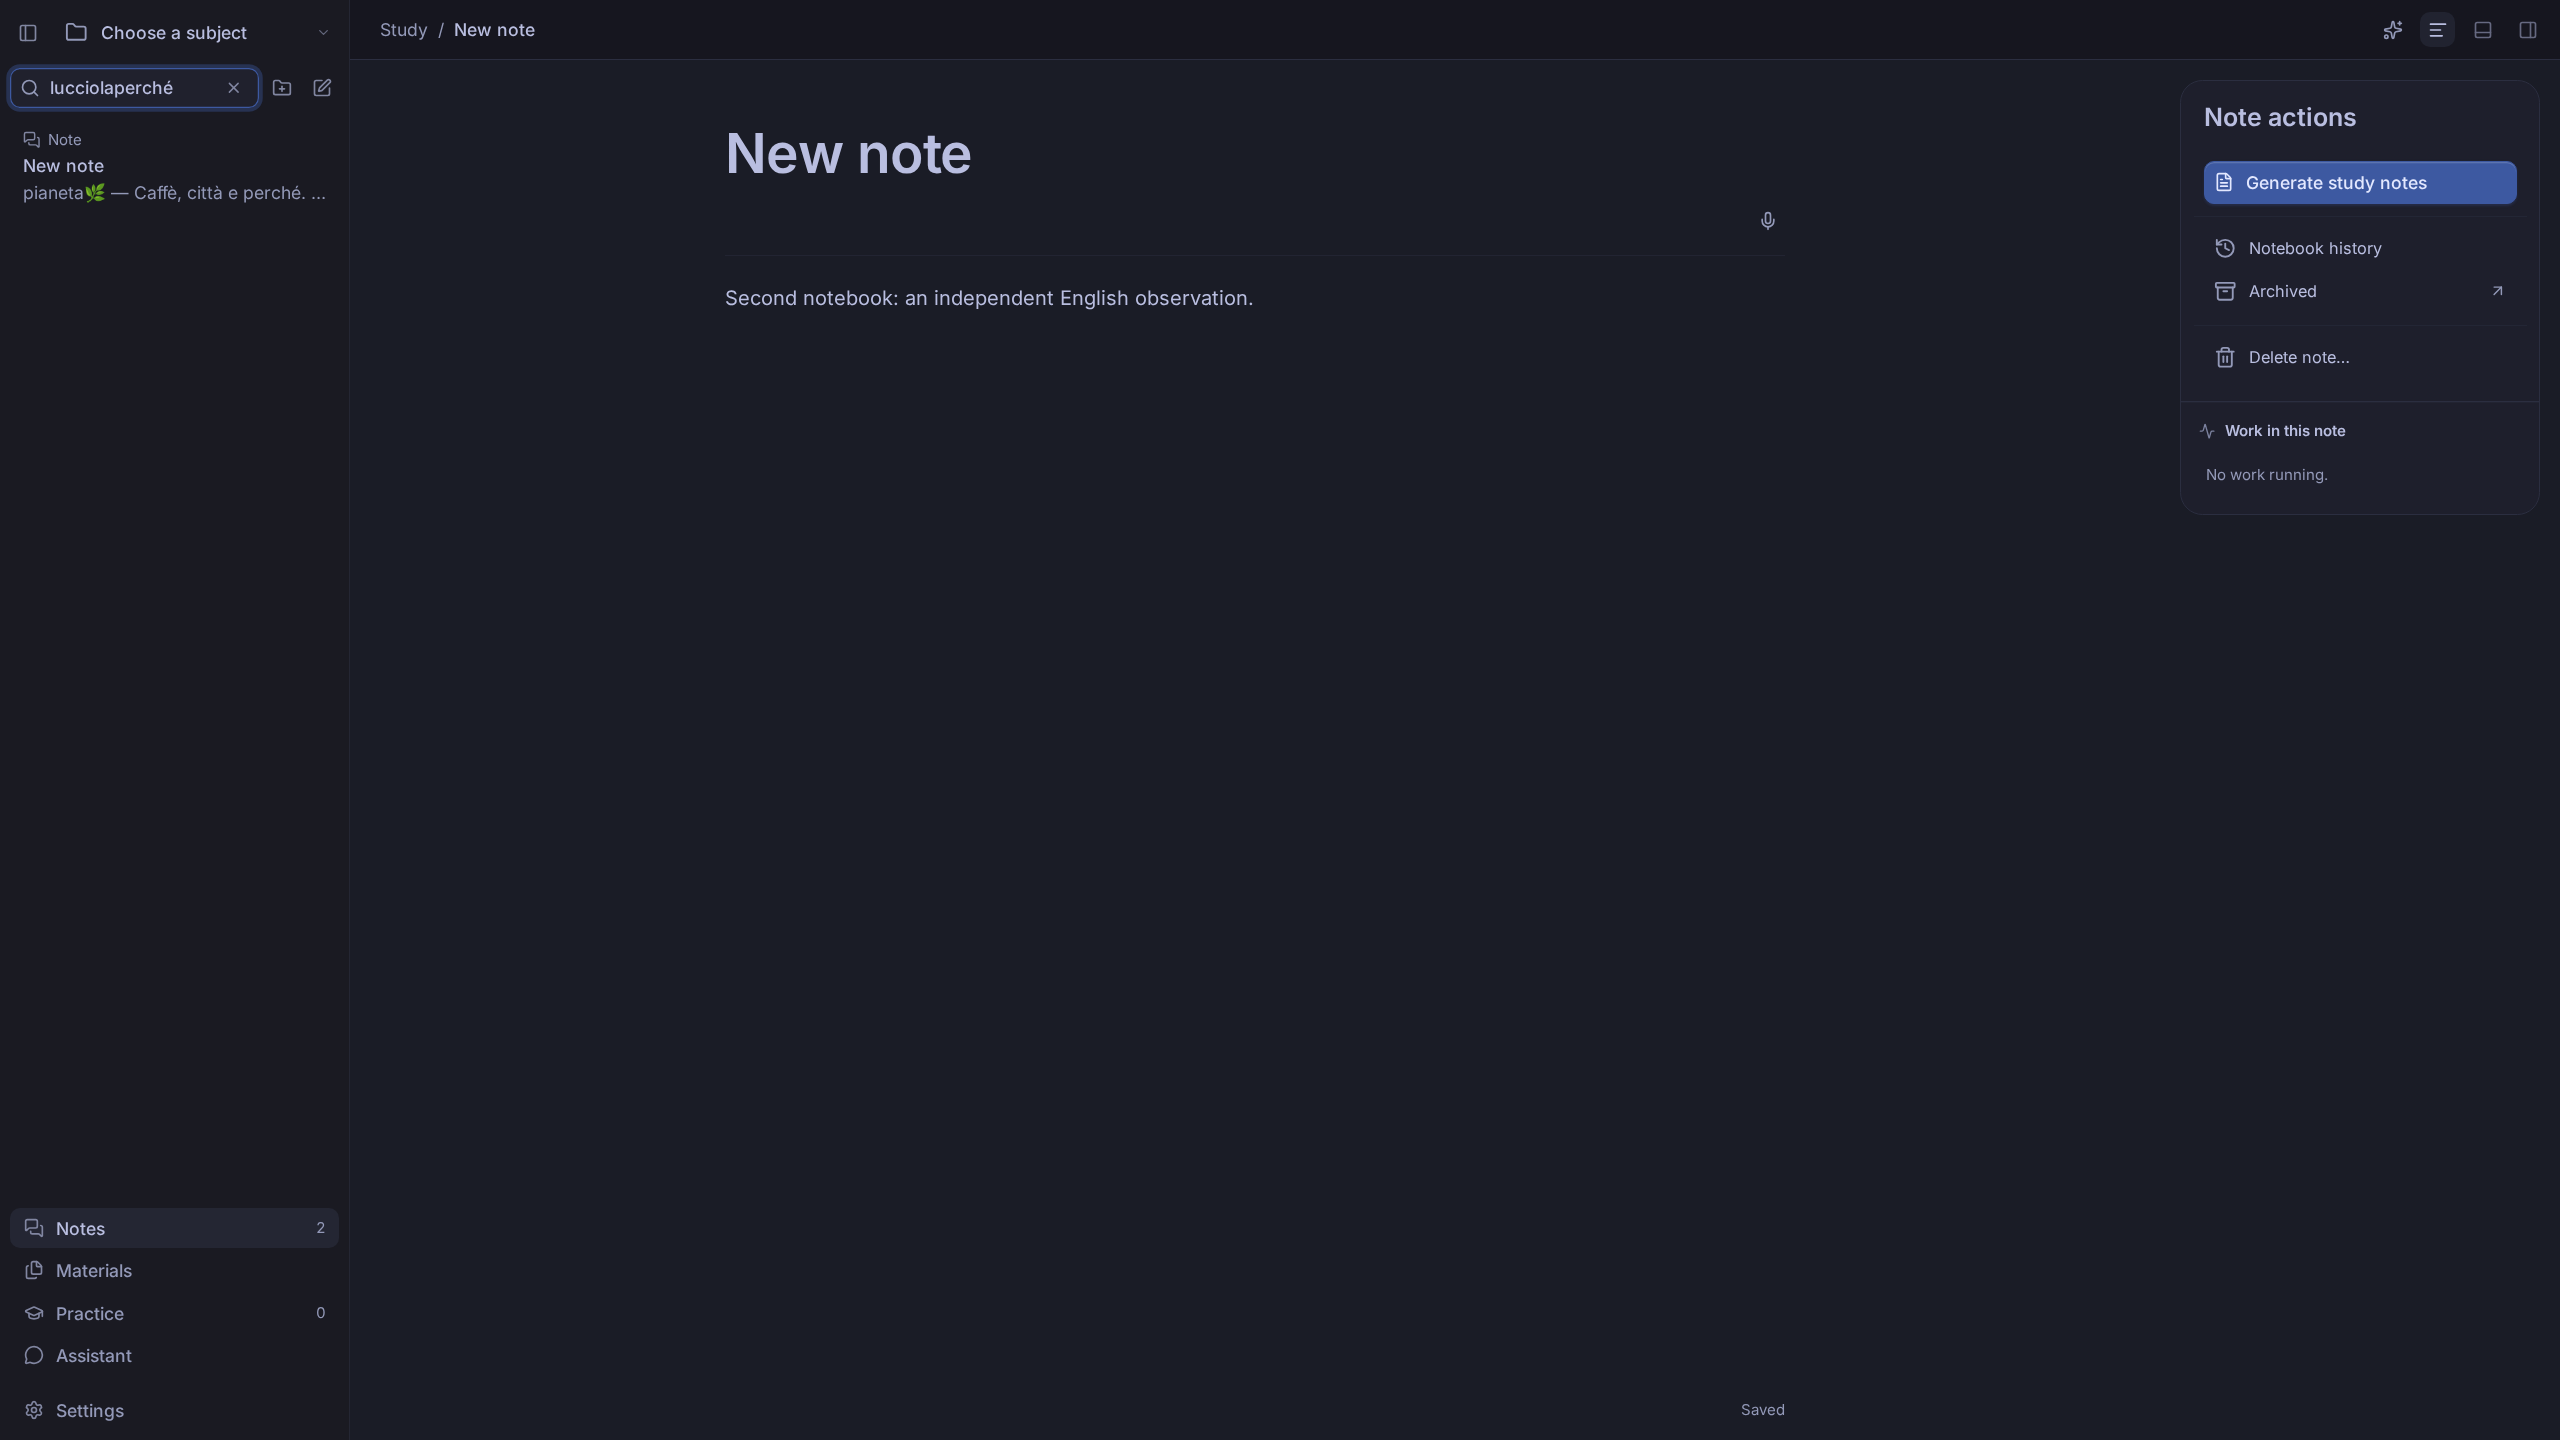 Choose a subject
lucciolaperché
Note
New note
pianeta🌿 — Caffè, città e perché. ...
Notes 2
Materials
Practice 0
Assistant
Settings
Study / New note
New note
Second notebook: an independent English observation.
Saved
Note actions
Generate study notes
Notebook history
Archived
Delete note...
Work in this note
No work running.